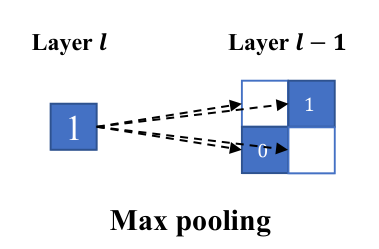 Layer l
Layer l − 1
1
1
0
Max pooling